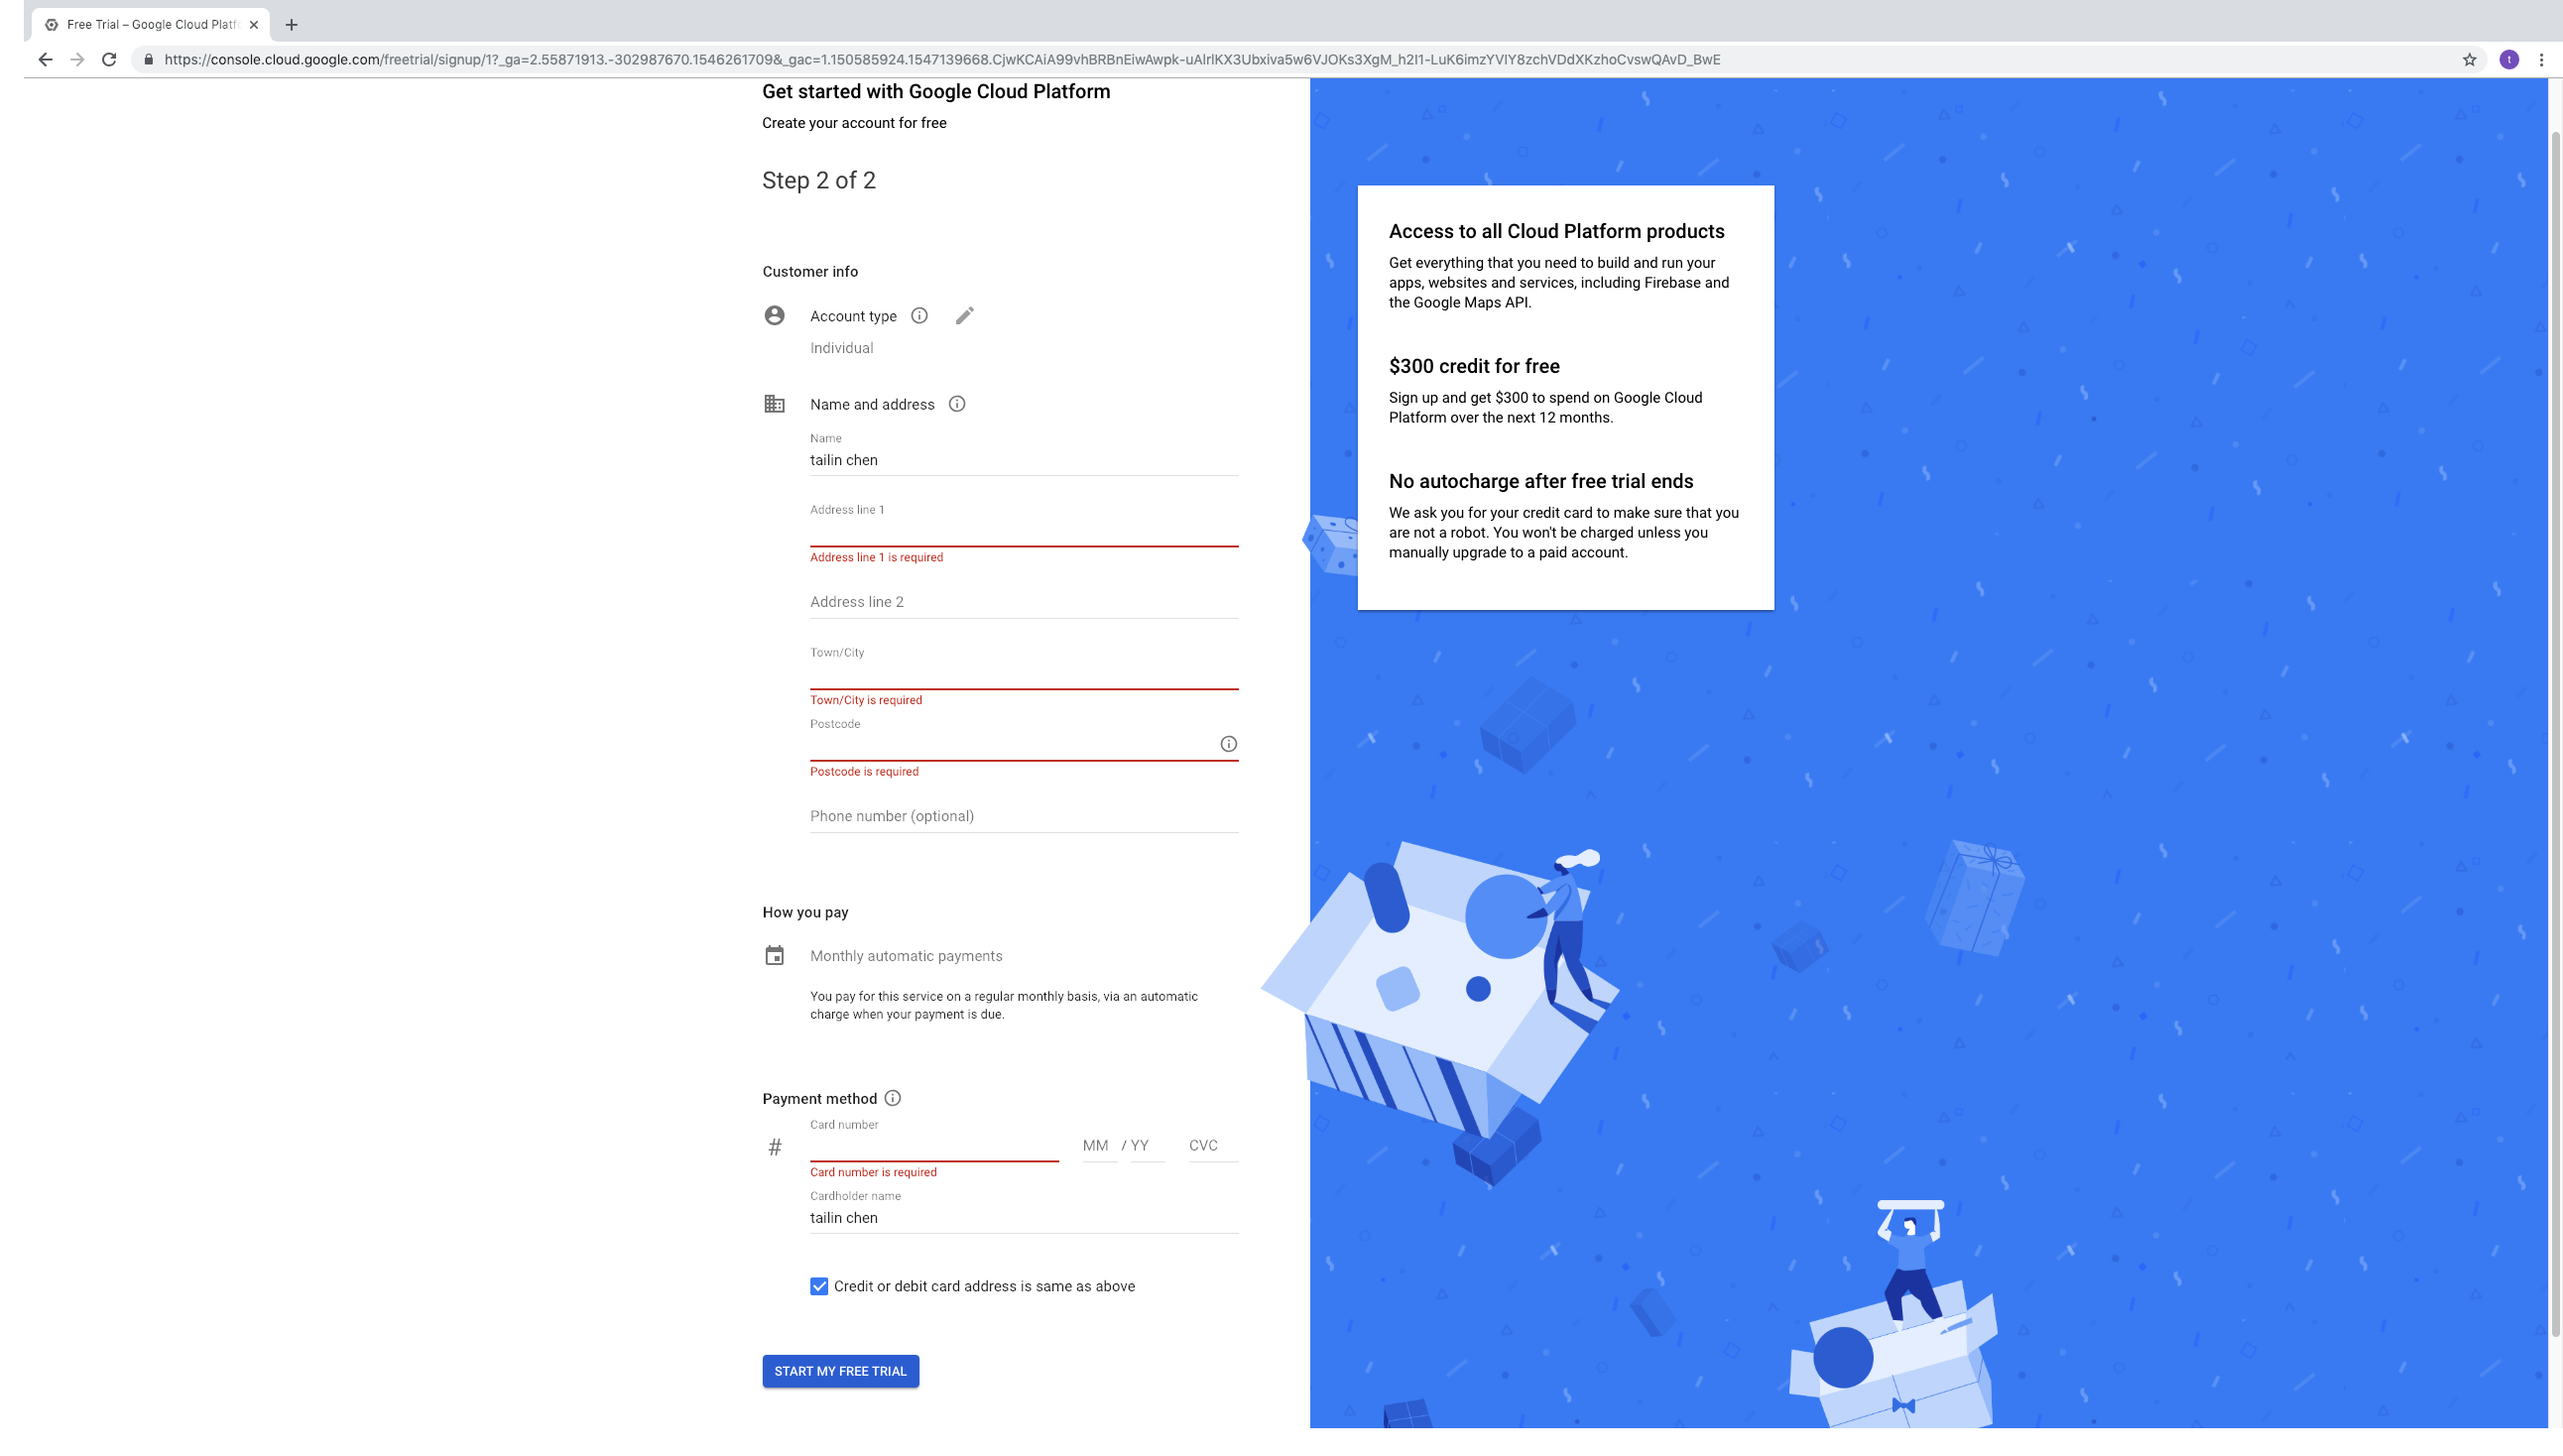 Free Trial – Google Cloud Platf
https://console.cloud.google.com/freetrial/signup/1?_ga=2.55871913.-302987670.1546261709&_gac=1.150585924.1547139668.CjwKCAiA99vhBRBnEiwAwpk-uAlrlKX3Ubxiva5w6VJOKs3XgM_h2I1-LuK6imzYVIY8zchVDdXKzhoCvswQAvD_BwE
t
Get started with Google Cloud Platform
Create your account for free
Step 2 of 2
Customer info
Account type
Individual
Name and address
Name
tailin chen
Address line 1
Address line 1 is required
Address line 2
Town/City
Town/City is required
Postcode
Postcode is required
Phone number (optional)
How you pay
Monthly automatic payments
You pay for this service on a regular monthly basis, via an automatic
charge when your payment is due.
Payment method
Card number
# MM / YY CVC
Card number is required
Cardholder name
tailin chen
Credit or debit card address is same as above
START MY FREE TRIAL
Access to all Cloud Platform products
Get everything that you need to build and run your
apps, websites and services, including Firebase and
the Google Maps API.
$300 credit for free
Sign up and get $300 to spend on Google Cloud
Platform over the next 12 months.
No autocharge after free trial ends
We ask you for your credit card to make sure that you
are not a robot. You won't be charged unless you
manually upgrade to a paid account.